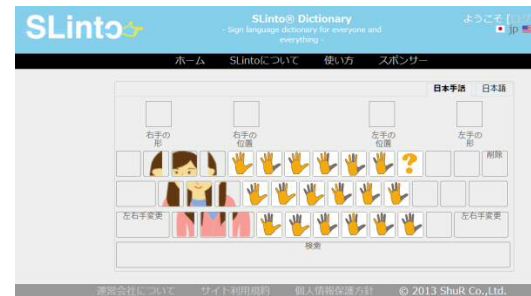 SLinto
SLinto® Dictionary
- Sign language dictionary for everyone and
everything -
ようこそ [
jp
ホーム SLintoについて 使い方 スポンサー
日本手語 日本語
右手の
形
右手の
位置
左手の
位置
左手の
形
?
削除
左右手変更
左右手変更
検索
運営会社について サイト利用規約 個人情報保護方針 © 2013 ShuR Co.,Ltd.